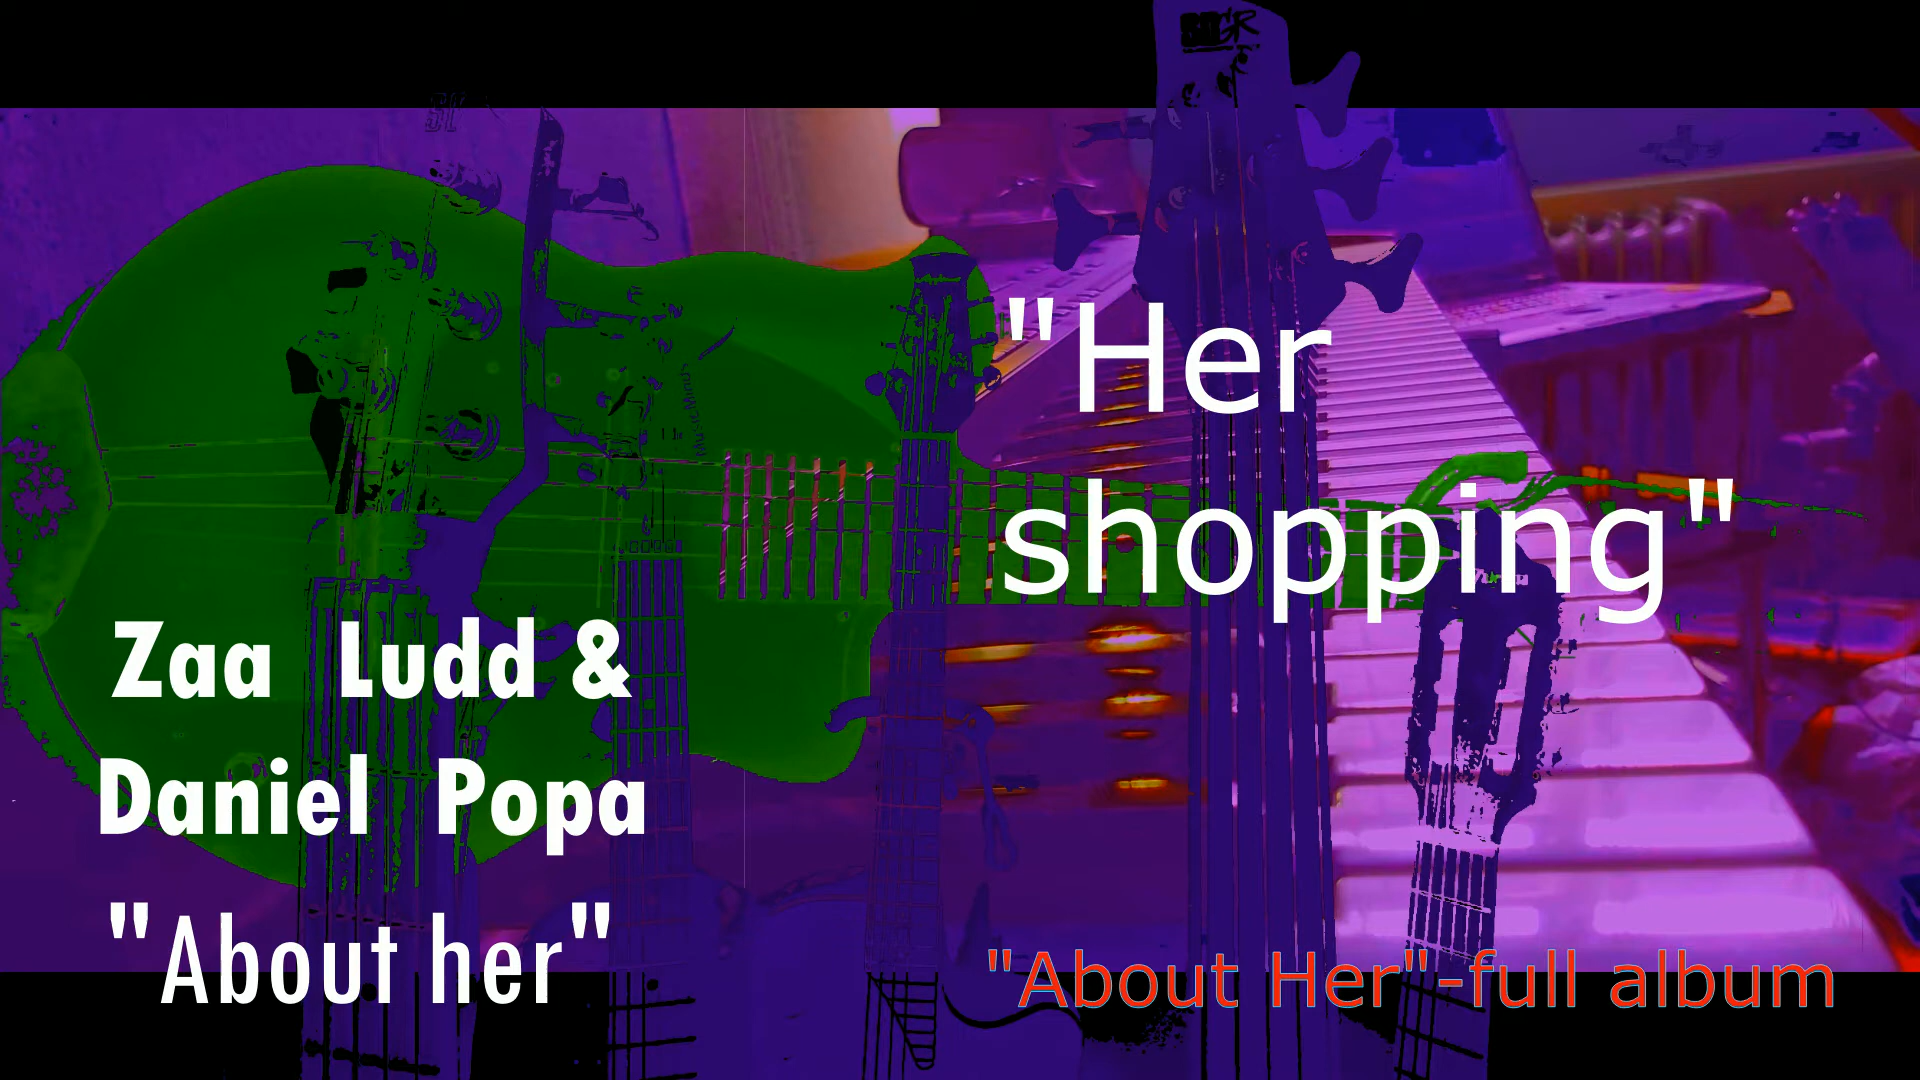 "Her
shopping"
Zaa Ludd &
Daniel Popa
"About her"
"About Her"-full album